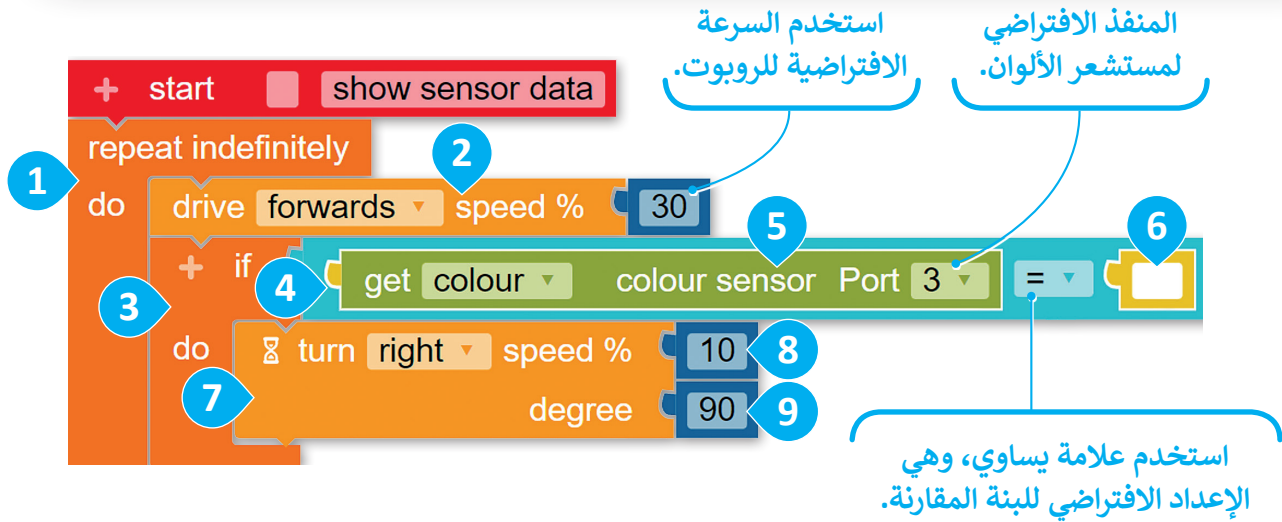 استخدم السرعة
الافتراضية للروبوت.
المنفذ الافتراضي
لمستشعر الألوان.
+ start show sensor data
repeat indefinitely
1
2
do drive forwards speed % 30
3
+ if 4 get colour 5 colour sensor Port 3 = 6
do turn right speed % 10 8
7
degree 90 9
استخدم علامة يساوي، وهي
الإعداد الافتراضي للبنة المقارنة.